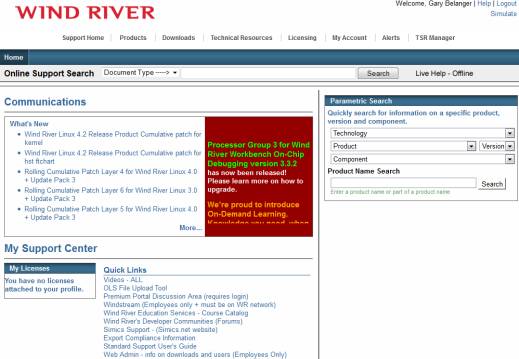 WIND RIVER
Welcome, Gary Belanger | Help | Logout
Simulate
Support Home | Products | Downloads | Technical Resources | Licensing | My Account | Alerts | TSR Manager
Home
Online Support Search Document Type ----> Search Live Help - Offline
Communications
What's New
Wind River Linux 4.2 Release Product Cumulative patch for
kernel
Wind River Linux 4.2 Release Product Cumulative patch for
hst ftchart
Rolling Cumulative Patch Layer 4 for Wind River Linux 4.0
+ Update Pack 3
Rolling Cumulative Patch Layer 6 for Wind River Linux 3.0
+ Update Pack 3
Rolling Cumulative Patch Layer 5 for Wind River Linux 4.0
+ Update Pack 3
More...
Processor Group 3 for Wind
River Workbench On-Chip
Debugging version 3.3.2
has now been released!
Please learn more on how to
upgrade.
We're proud to introduce
On-Demand Learning.
Knowledge you need, when
Parametric Search
Quickly search for information on a specific product,
version and component.
Technology
Product Version
Component
Product Name Search
Search
Enter a product name or part of a product name
My Support Center
My Licenses
You have no licenses
attached to your profile.
Quick Links
Videos - ALL
OLS File Upload Tool
Premium Portal Discussion Area (requires login)
Windstream (Employees only + must be on WR network)
Wind River Education Services - Course Catalog
Wind River's Developer Communities (Forums)
Simics Support - (Simics.net website)
Export Compliance Information
Standard Support User's Guide
Web Admin - info on downloads and users (Employees Only)